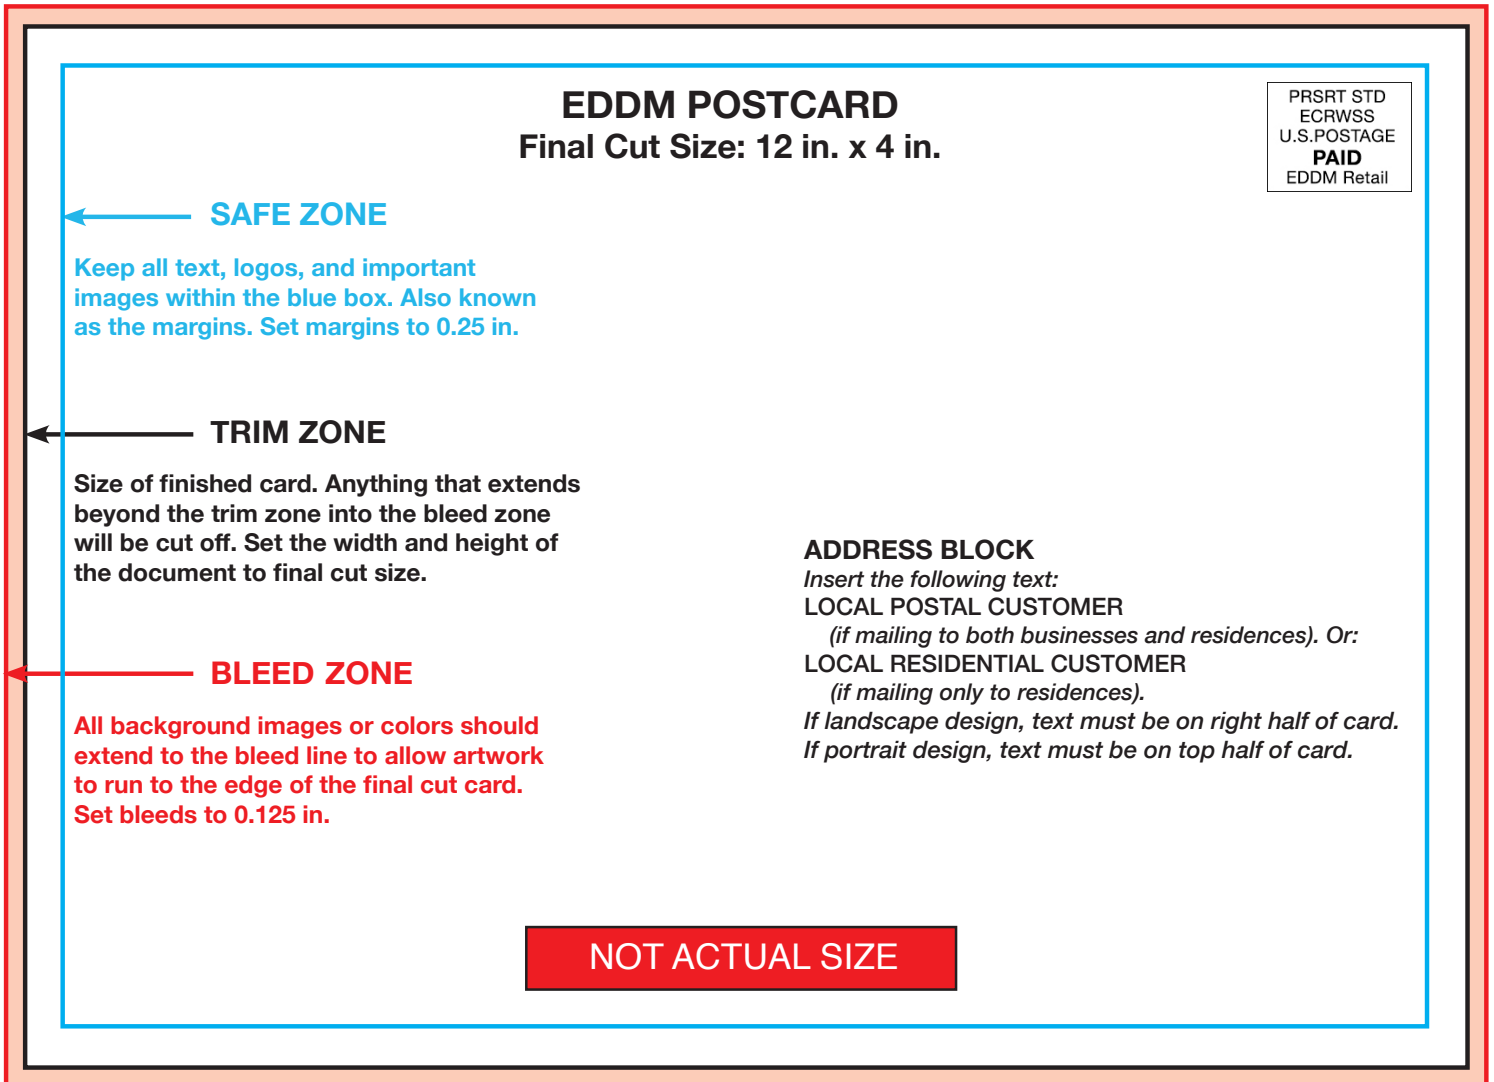 EDDM POSTCARD
Final Cut Size: 12 in. x 4 in.
PRSRT STD
ECRWSS
U.S.POSTAGE
PAID
EDDM Retail
SAFE ZONE
Keep all text, logos, and important
images within the blue box. Also known
as the margins. Set margins to 0.25 in.
TRIM ZONE
Size of finished card. Anything that extends
beyond the trim zone into the bleed zone
will be cut off. Set the width and height of
the document to final cut size.
BLEED ZONE
All background images or colors should
extend to the bleed line to allow artwork
to run to the edge of the final cut card.
Set bleeds to 0.125 in.
ADDRESS BLOCK
Insert the following text:
LOCAL POSTAL CUSTOMER
(if mailing to both businesses and residences). Or:
LOCAL RESIDENTIAL CUSTOMER
(if mailing only to residences).
If landscape design, text must be on right half of card.
If portrait design, text must be on top half of card.
NOT ACTUAL SIZE